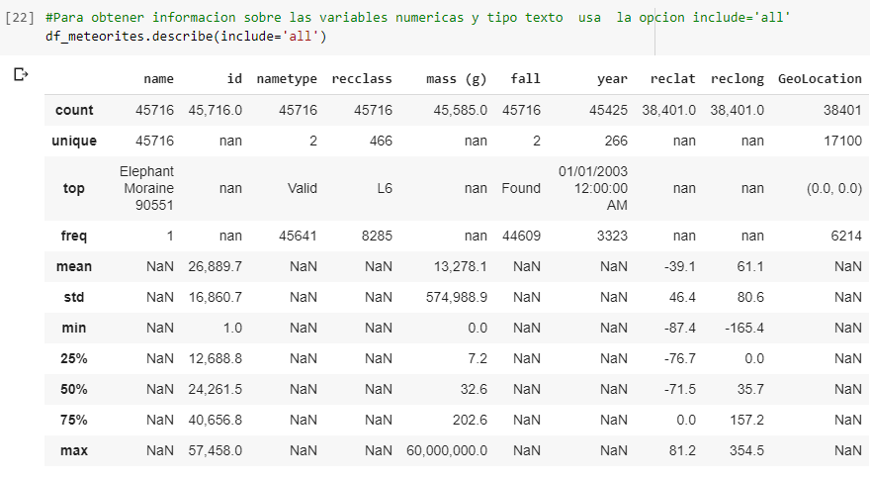 [22] #Para obtener informacion sobre las variables numericas y tipo texto usa la opcion include='all'
df_meteorites.describe(include='all')
name id nametype recclass mass (g) fall year reclat reclong GeoLocation
count 45716 45,716.0 45716 45716 45,585.0 45716 45425 38,401.0 38,401.0 38401
unique 45716 nan 2 466 nan 2 266 nan nan 17100
Elephant 01/01/2003
top Moraine nan Valid L6 nan Found 12:00:00 nan nan (0.0, 0.0)
90551 AM
freq 1 nan 45641 8285 nan 44609 3323 nan nan 6214
mean NaN 26,889.7 NaN NaN 13,278.1 NaN NaN -39.1 61.1 NaN
std NaN 16,860.7 NaN NaN 574,988.9 NaN NaN 46.4 80.6 NaN
min NaN 1.0 NaN NaN 0.0 NaN NaN -87.4 -165.4 NaN
25% NaN 12,688.8 NaN NaN 7.2 NaN NaN -76.7 0.0 NaN
50% NaN 24,261.5 NaN NaN 32.6 NaN NaN -71.5 35.7 NaN
75% NaN 40,656.8 NaN NaN 202.6 NaN NaN 0.0 157.2 NaN
max NaN 57,458.0 NaN NaN 60,000,000.0 NaN NaN 81.2 354.5 NaN